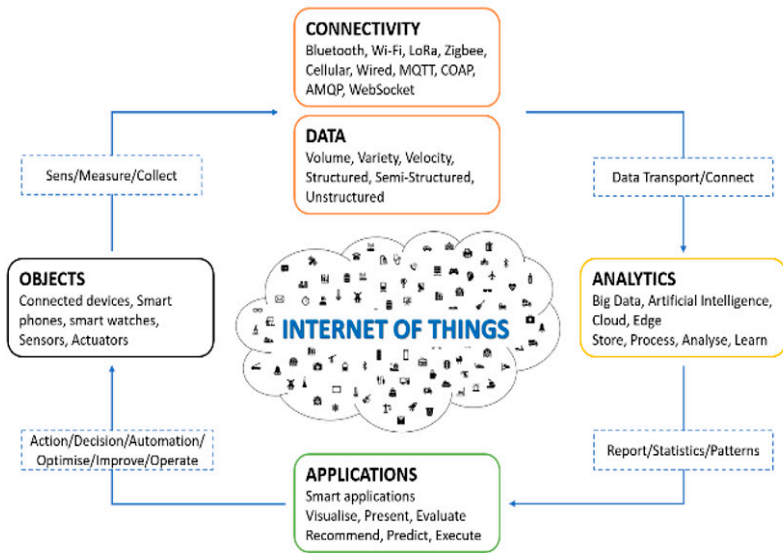 CONNECTIVITY
Bluetooth, Wi-Fi, LoRa, Zigbee,
Cellular, Wired, MQTT, COAP,
AMQP, WebSocket
DATA
Volume, Variety, Velocity,
Structured, Semi-Structured,
Unstructured
Sens/Measure/Collect
Data Transport/Connect
OBJECTS
Connected devices, Smart
phones, smart watches,
Sensors, Actuators
INTERNET OF THINGS
ANALYTICS
Big Data, Artificial Intelligence,
Cloud, Edge
Store, Process, Analyse, Learn
Action/Decision/Automation/
Optimise/Improve/Operate
Report/Statistics/Patterns
APPLICATIONS
Smart applications
Visualise, Present, Evaluate
Recommend, Predict, Execute